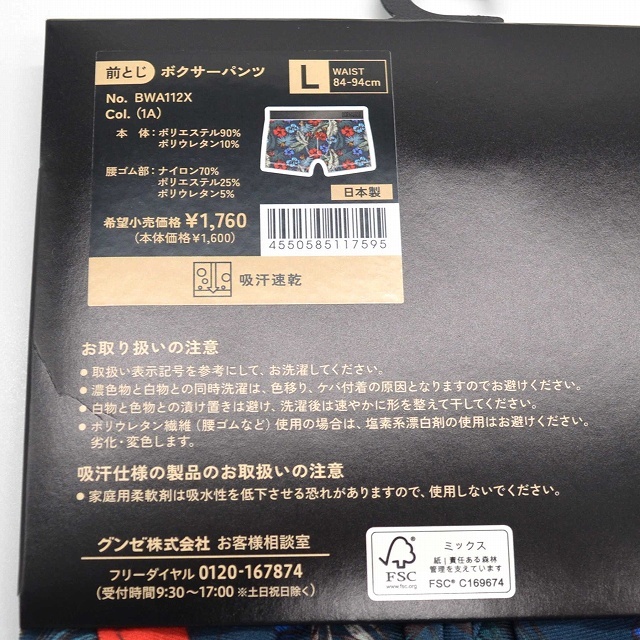 前とじ ボクサーパンツ L WAIST 84-94cm
No. BWA112X
Col. (1A)
本 体：ポリエステル90%
ポリウレタン10%
腰ゴム部：ナイロン70%
ポリエステル25%
ポリウレタン5%
日本製
希望小売価格 ¥1,760
(本体価格¥1,600)
4550585117595
吸汗速乾
お取り扱いの注意
● 取扱い表示記号を参考にして、お洗濯してください。
● 濃色物と白物との同時洗濯は、色移り、ケバ付着の原因となりますのでお避けください。
● 白物と色物との漬け置きは避け、洗濯後は速やかに形を整えて干してください。
● ポリウレタン繊維（腰ゴムなど）使用の場合は、塩素系漂白剤の使用はお避けください。
劣化・変色します。
吸汗仕様の製品のお取扱いの注意
● 家庭用柔軟剤は吸水性を低下させる恐れがありますので、使用しないでください。
グンゼ株式会社 お客様相談室
フリーダイヤル 0120-167874
(受付時間9:30～17:00 ※土日祝日除く)
FSC
www.fsc.org
ミックス
紙｜責任ある森林
管理を支えています
FSC® C169674